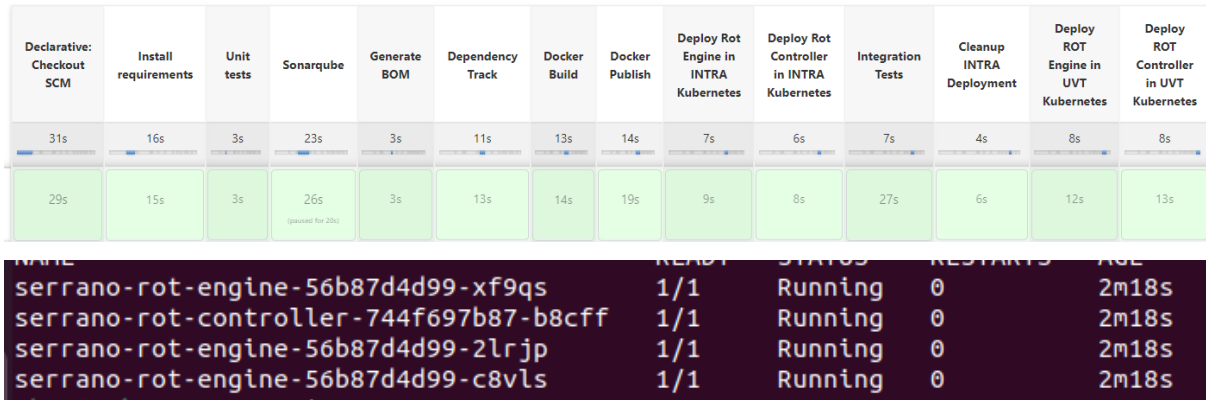 Declarative: Checkout SCM
Install requirements
Unit tests
Sonarqube
Generate BOM
Dependency Track
Docker Build
Docker Publish
Deploy Rot Engine in INTRA Kubernetes
Deploy Rot Controller in INTRA Kubernetes
Integration Tests
Cleanup INTRA Deployment
Deploy ROT Engine in UVT Kubernetes
Deploy ROT Controller in UVT Kubernetes
31s 16s 3s 23s 3s 11s 13s 14s 7s 6s 7s 4s 8s 8s
29s 15s 3s 26s 3s 13s 14s 19s 9s 8s 27s 6s 12s 13s
(paused for 20s)
NAME READY STATUS RESTARTS AGE
serrano-rot-engine-56b87d4d99-xf9qs 1/1 Running 0 2m18s
serrano-rot-controller-744f697b87-b8cff 1/1 Running 0 2m18s
serrano-rot-engine-56b87d4d99-2lrjp 1/1 Running 0 2m18s
serrano-rot-engine-56b87d4d99-c8vls 1/1 Running 0 2m18s